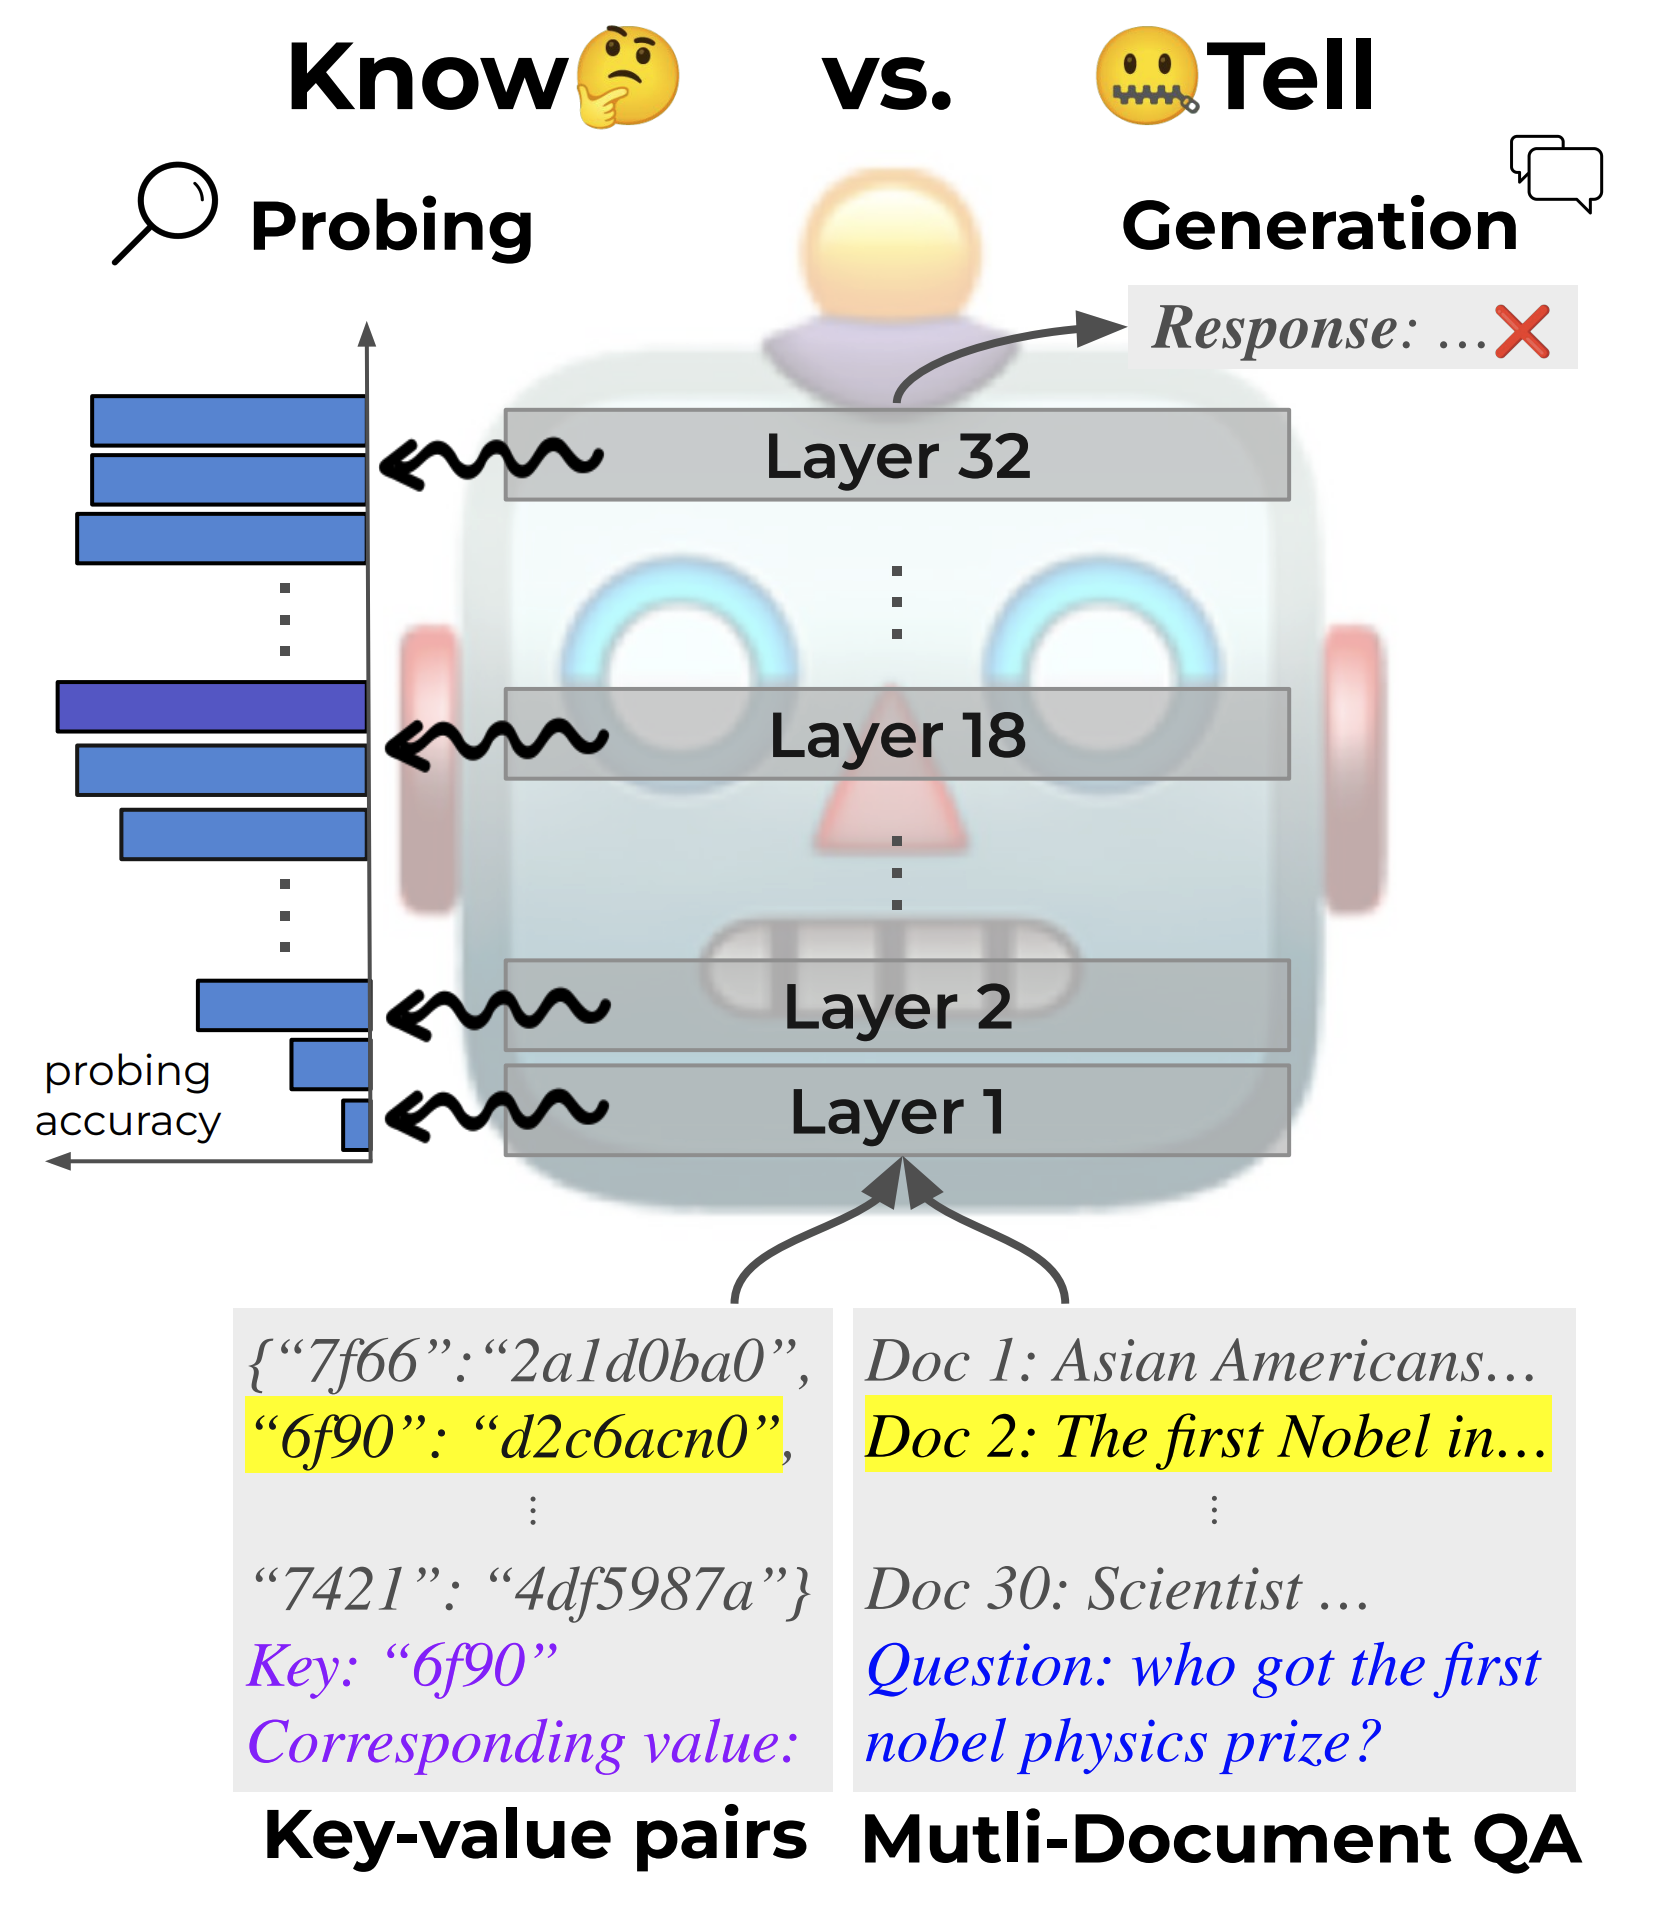 Know🤔 vs. 🤐Tell
Probing
Generation
Response: ...❌
Layer 32
Layer 18
Layer 2
Layer 1
probing
accuracy
{“7f66”:“2a1d0ba0”,
“6f90”: “d2c6acn0”,
⋮
“7421”: “4df5987a”}
Key: “6f90”
Corresponding value:
Key-value pairs
Doc 1: Asian Americans...
Doc 2: The first Nobel in...
⋮
Doc 30: Scientist ...
Question: who got the first
nobel physics prize?
Mutli-Document QA